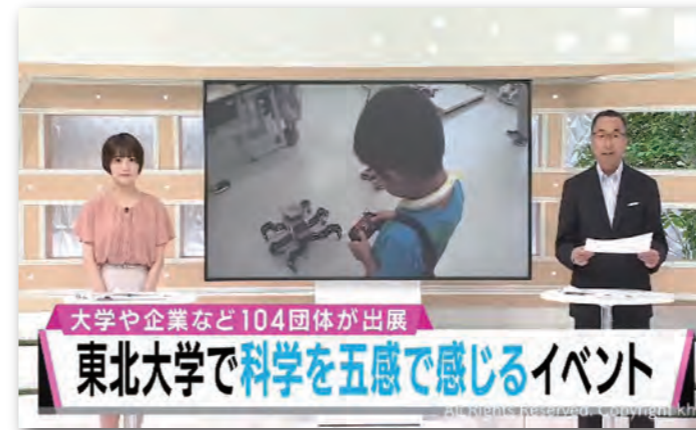 大学や企業など104団体が出展
東北大学で科学を五感で感じるイベント
All Rights Reserved. Copyright khb